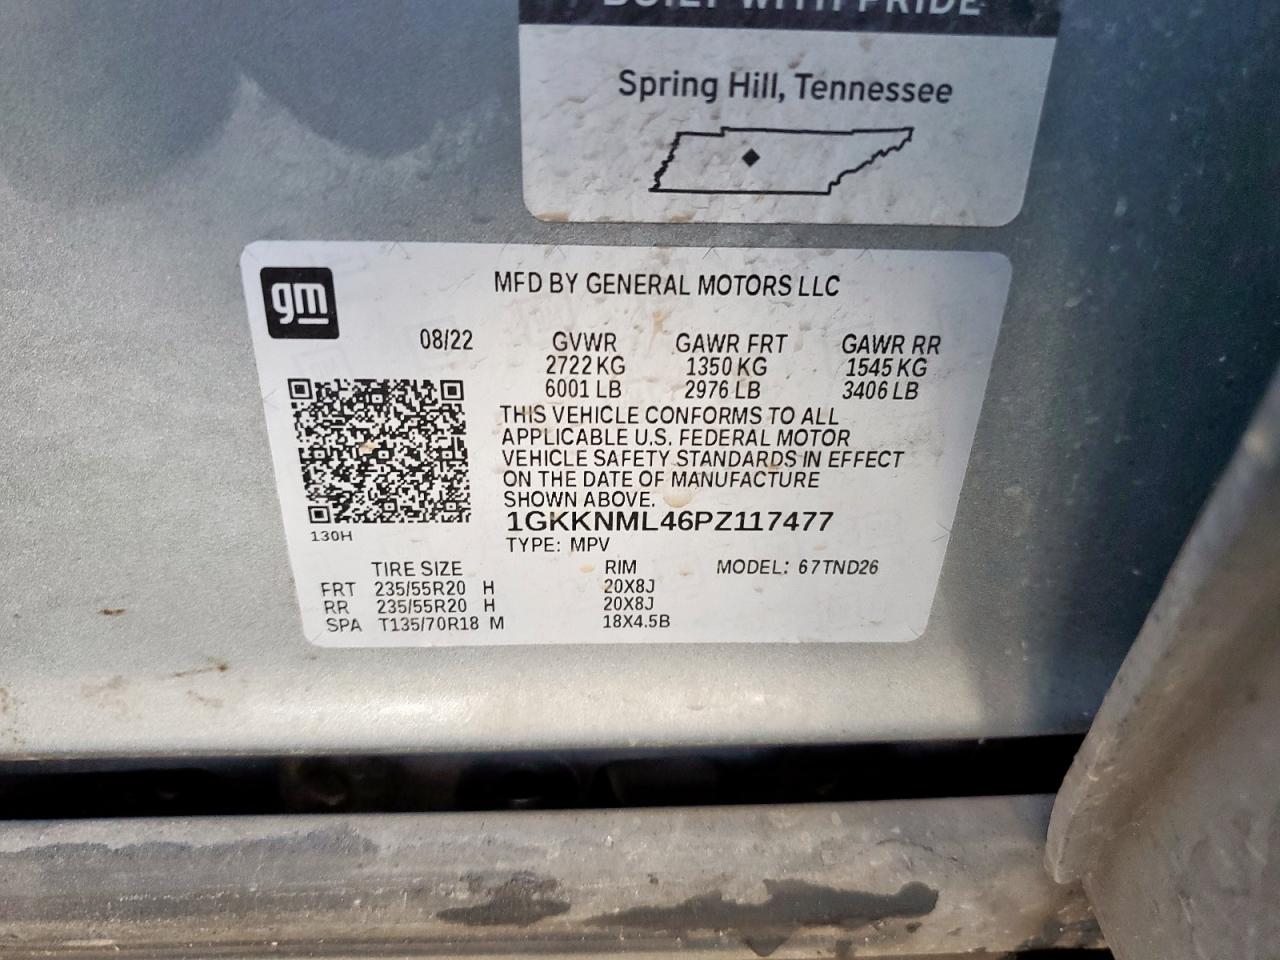 BUILT WITH PRIDE
Spring Hill, Tennessee
gm
MFD BY GENERAL MOTORS LLC
08/22 GVWR GAWR FRT GAWR RR
2722 KG 1350 KG 1545 KG
6001 LB 2976 LB 3406 LB
THIS VEHICLE CONFORMS TO ALL
APPLICABLE U.S. FEDERAL MOTOR
VEHICLE SAFETY STANDARDS IN EFFECT
ON THE DATE OF MANUFACTURE
SHOWN ABOVE.
1GKKNML46PZ117477
130H
TYPE: MPV
TIRE SIZE RIM MODEL: 67TND26
FRT 235/55R20 H 20X8J
RR 235/55R20 H 20X8J
SPA T135/70R18 M 18X4.5B